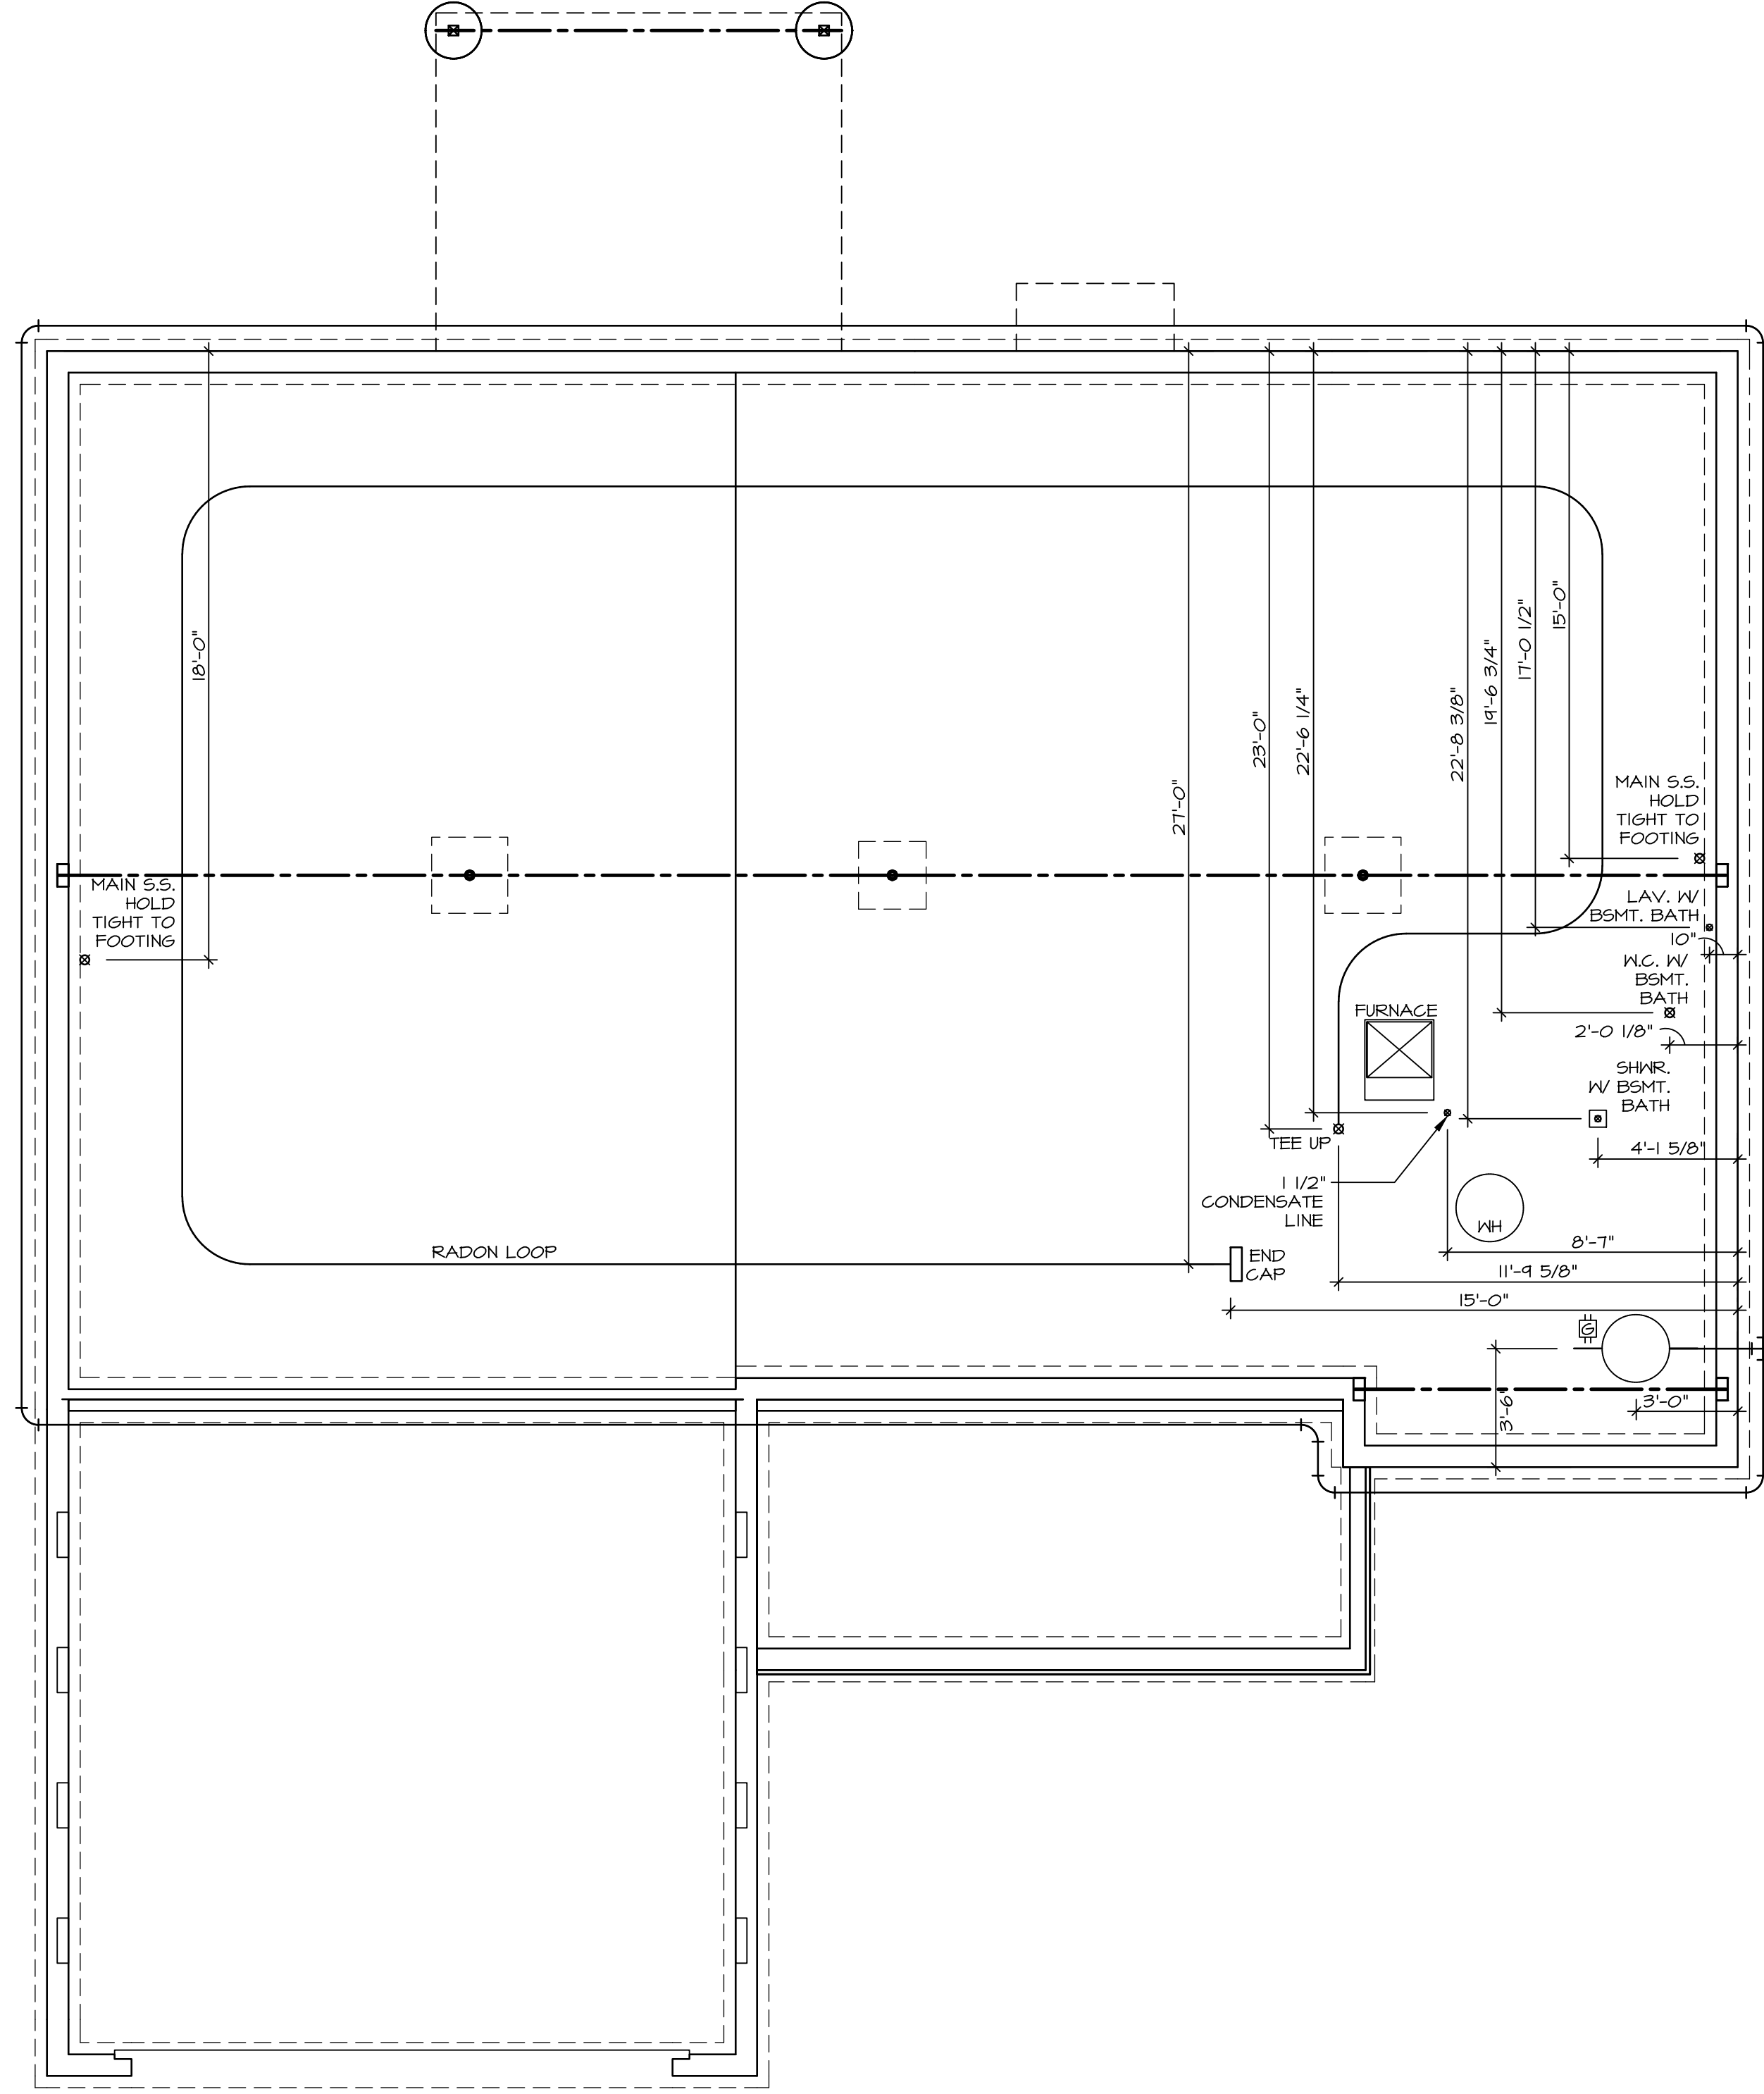 18'-0"
27'-0"
23'-0"
22'-6 1/4"
22'-8 3/8"
19'-6 3/4"
17'-0 1/2"
15'-0"
MAIN S.S.
HOLD
TIGHT TO
FOOTING
MAIN S.S.
HOLD
TIGHT TO
FOOTING
LAV. W/
BSMT. BATH
10"
W.C. W/
BSMT.
BATH
2'-0 1/8"
FURNACE
SHWR.
W/ BSMT.
BATH
TEE UP
4'-1 5/8"
1 1/2"
CONDENSATE
LINE
WH
8'-7"
RADON LOOP
END
CAP
11'-9 5/8"
15'-0"
G
3'-6"
3'-0"